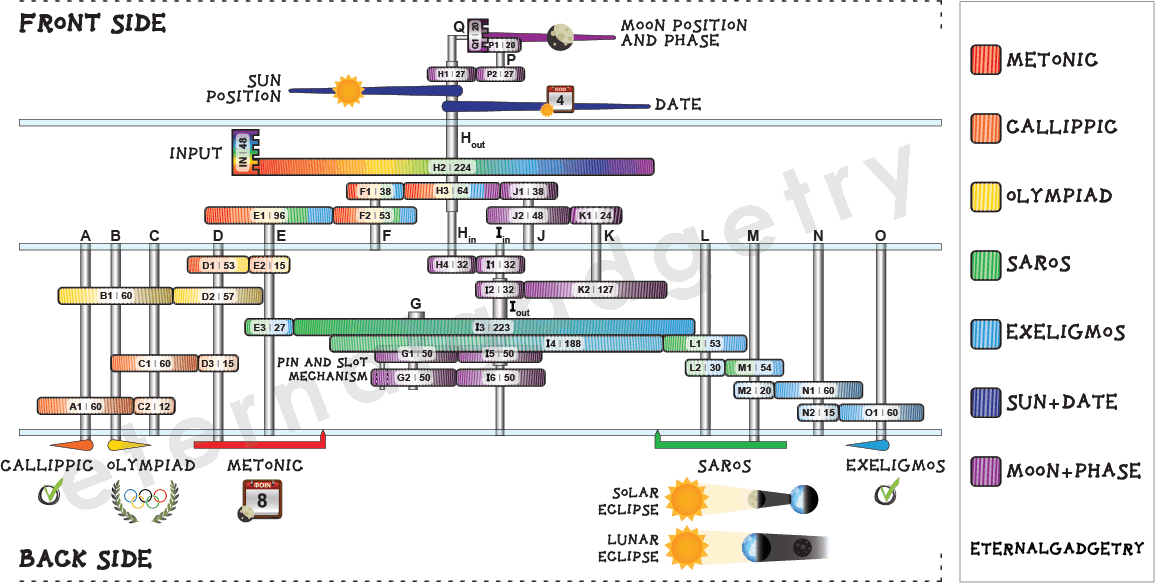 FRONT SIDE
Q
Q1 | 20
P1 | 20
P
MOON POSITION
AND PHASE
H1 | 27
P2 | 27
SUN
POSITION
4
DATE
Hout
INPUT
IN | 48
H2 | 224
F1 | 38
H3 | 64
J1 | 38
E1 | 96
F2 | 53
J2 | 48
K1 | 24
A
B
C
D
E
F
Hin
Iin
J
K
L
M
N
O
D1 | 53
E2 | 15
H4 | 32
I1 | 32
B1 | 60
D2 | 57
I2 | 32
K2 | 127
G
Iout
E3 | 27
I3 | 223
I4 | 188
L1 | 53
PIN AND SLOT
MECHANISM
G1 | 50
I5 | 50
C1 | 60
D3 | 15
L2 | 30
M1 | 54
G2 | 50
I6 | 50
M2 | 20
N1 | 60
A1 | 60
C2 | 12
N2 | 15
O1 | 60
CALLIPPIC
OLYMPIAD
METONIC
SAROS
EXELIGMOS
ΦΟΙΝ
8
SOLAR
ECLIPSE
LUNAR
ECLIPSE
BACK SIDE
METONIC
CALLIPPIC
OLYMPIAD
SAROS
EXELIGMOS
SUN+DATE
MOON+PHASE
ETERNALGADGETRY
eternalgadgetry